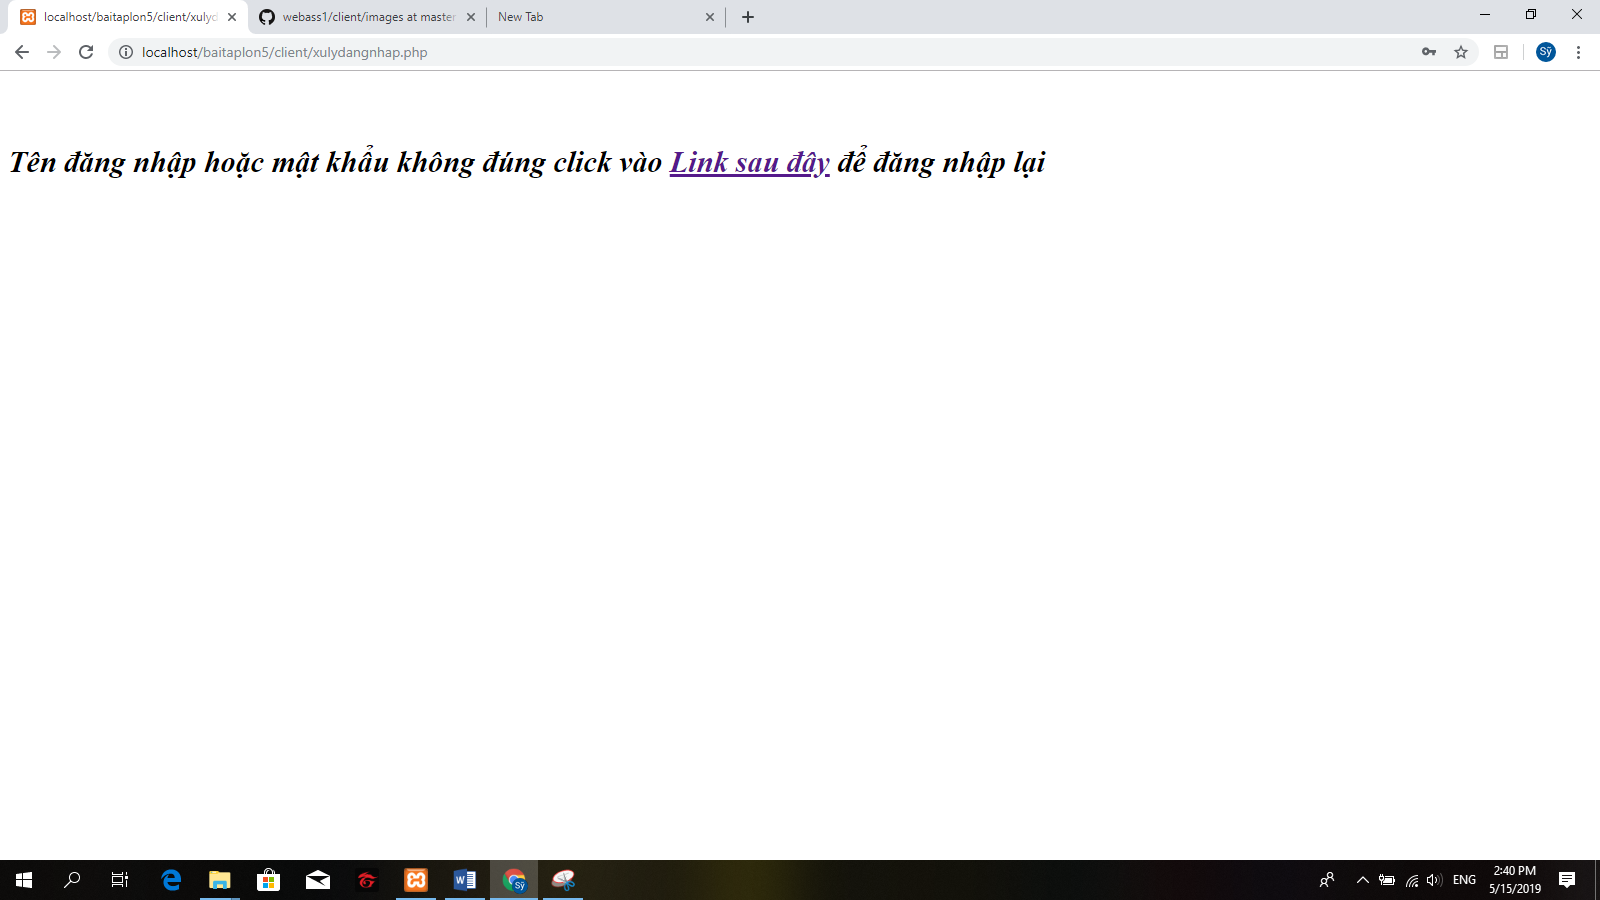 localhost/baitaplon5/client/xulyd
webass1/client/images at master
New Tab
localhost/baitaplon5/client/xulydangnhap.php
Sỹ
Tên đăng nhập hoặc mật khẩu không đúng click vào Link sau đây để đăng nhập lại
Sỹ
ENG
2:40 PM
5/15/2019